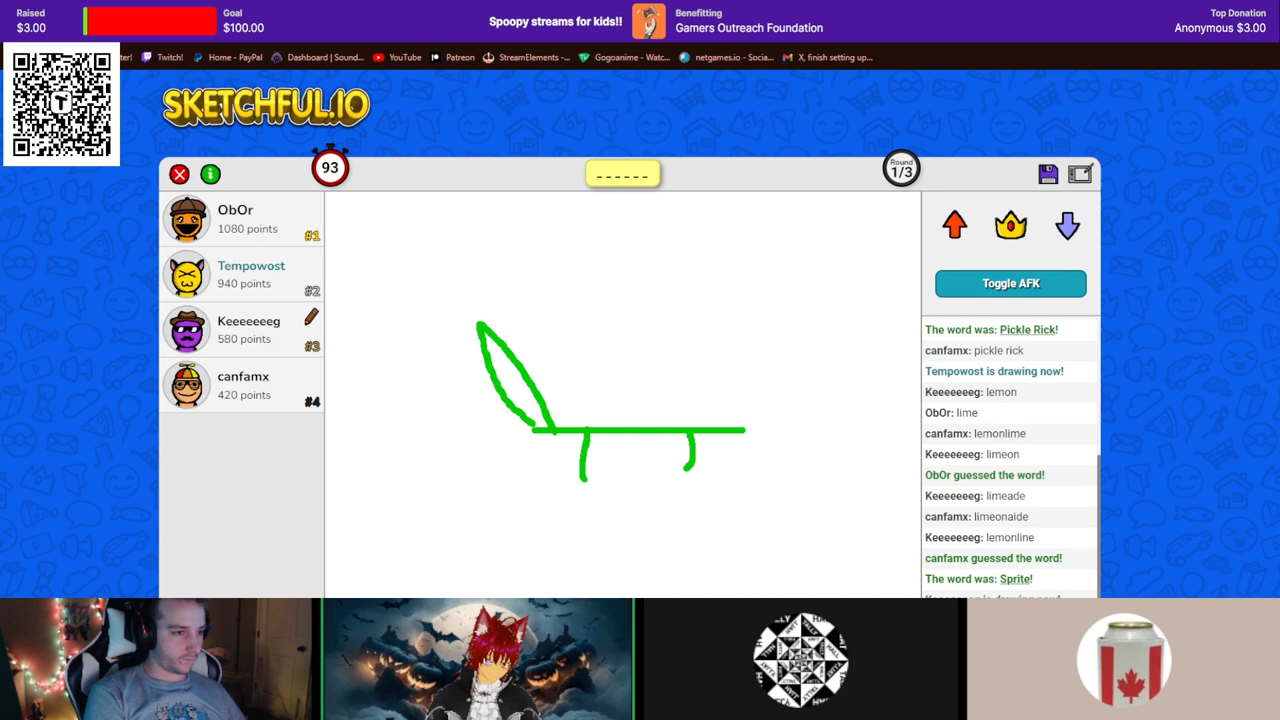 Raised
$3.00
Goal
$100.00
Spoopy streams for kids!!
Benefitting
Gamers Outreach Foundation
Top Donation
Anonymous $3.00
ter!
Twitch!
Home - PayPal
Dashboard | Sound...
YouTube
Patreon
StreamElements -...
Gogoanime - Watc...
netgames.io - Socia...
X, finish setting up...
SKETCHFUL.IO
93
_ _ _ _ _ _
Round
1/3
ObOr
1080 points
#1
Tempowost
940 points
#2
Keeeeeeeg
580 points
#3
canfamx
420 points
#4
Toggle AFK
The word was: Pickle Rick!
canfamx: pickle rick
Tempowost is drawing now!
Keeeeeeeg: lemon
ObOr: lime
canfamx: lemonlime
Keeeeeeeg: limeon
ObOr guessed the word!
Keeeeeeeg: limeade
canfamx: limeonaide
Keeeeeeeg: lemonline
canfamx guessed the word!
The word was: Sprite!